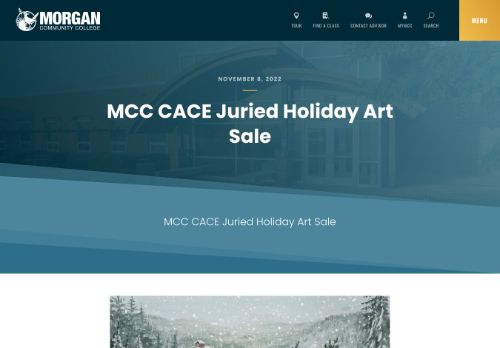 MORGAN
COMMUNITY COLLEGE
TOUR
FIND A CLASS
CONTACT ADVISOR
MYMCC
SEARCH
MENU
NOVEMBER 8, 2022
MCC CACE Juried Holiday Art
Sale
MCC CACE Juried Holiday Art Sale